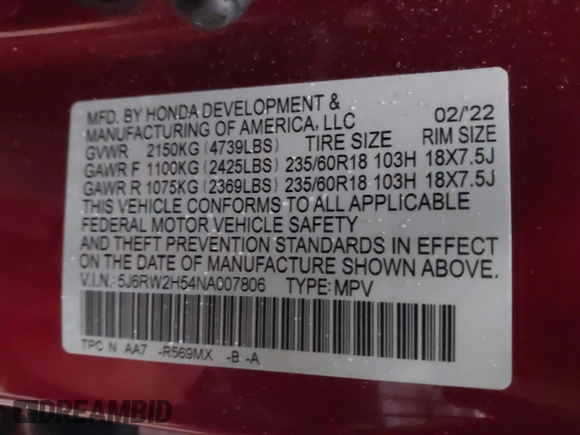 MFD. BY HONDA DEVELOPMENT & 02/'22
MANUFACTURING OF AMERICA, LLC
GVWR 2150KG (4739LBS) TIRE SIZE RIM SIZE
GAWR F 1100KG (2425LBS) 235/60R18 103H 18X7.5J
GAWR R 1075KG (2369LBS) 235/60R18 103H 18X7.5J
THIS VEHICLE CONFORMS TO ALL APPLICABLE
FEDERAL MOTOR VEHICLE SAFETY
AND THEFT PREVENTION STANDARDS IN EFFECT
ON THE DATE OF MANUFACTURE SHOWN ABOVE.
V.I.N.: 5J6RW2H54NA007806 TYPE: MPV
TPC N AA7 -R569MX -B -A
DREAMBID